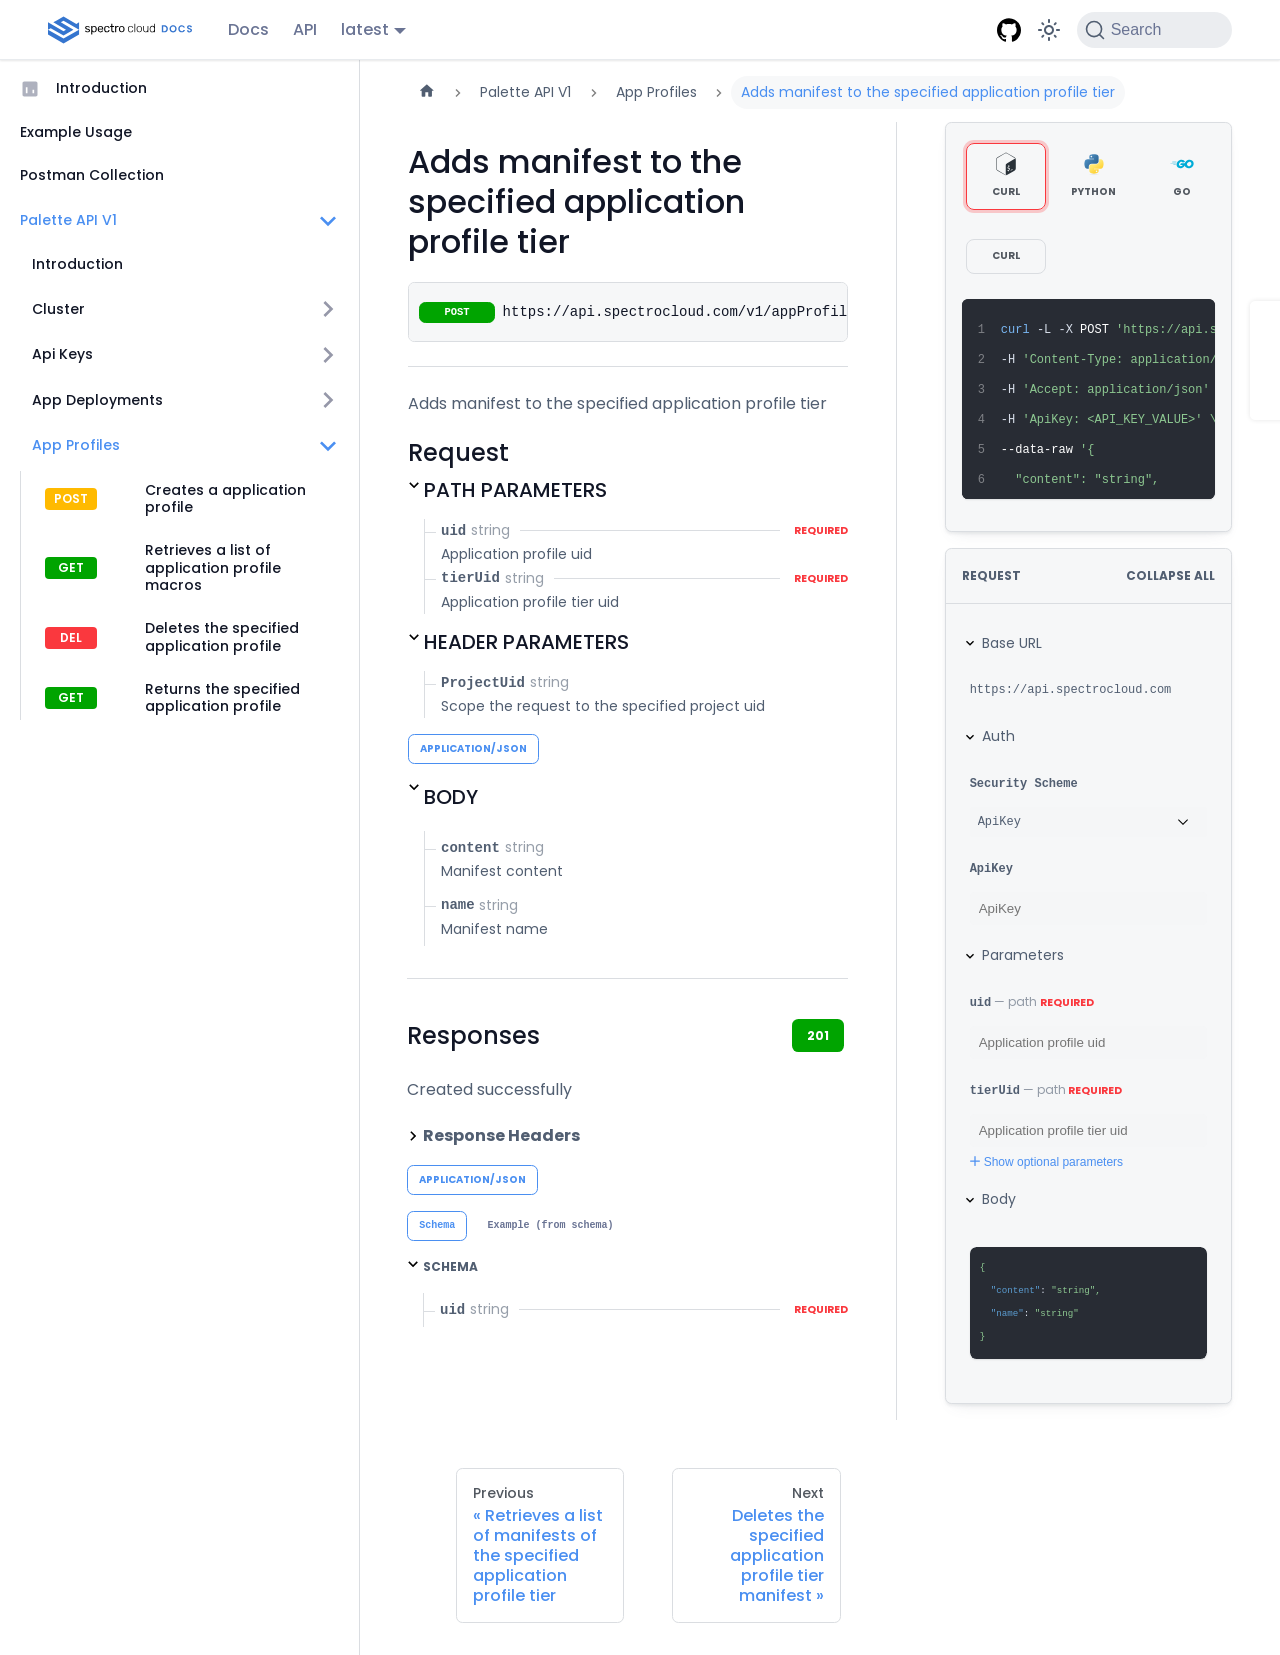 spectro cloud DOCS Docs API latest Search
Introduction
Example Usage
Postman Collection
Palette API V1
Introduction
Cluster
Api Keys
App Deployments
App Profiles
POST Creates a application
profile
GET Retrieves a list of
application profile
macros
DEL Deletes the specified
application profile
GET Returns the specified
application profile
Palette API V1 App Profiles Adds manifest to the specified application profile tier
Adds manifest to the
specified application
profile tier
POST https://api.spectrocloud.com/v1/appProfil
Adds manifest to the specified application profile tier
Request
PATH PARAMETERS
uid string REQUIRED
Application profile uid
tierUid string REQUIRED
Application profile tier uid
HEADER PARAMETERS
ProjectUid string
Scope the request to the specified project uid
APPLICATION/JSON
BODY
content string
Manifest content
name string
Manifest name
Responses 201
Created successfully
Response Headers
APPLICATION/JSON
Schema Example (from schema)
SCHEMA
uid string REQUIRED
CURL PYTHON GO
CURL
1 curl -L -X POST 'https://api.s
2 -H 'Content-Type: application/
3 -H 'Accept: application/json'
4 -H 'ApiKey: <API_KEY_VALUE>' \
5 --data-raw '{
6 "content": "string",
REQUEST COLLAPSE ALL
Base URL
https://api.spectrocloud.com
Auth
Security Scheme
ApiKey
ApiKey
ApiKey
Parameters
uid — path REQUIRED
Application profile uid
tierUid — path REQUIRED
Application profile tier uid
Show optional parameters
Body
{
"content": "string",
"name": "string"
}
Previous
« Retrieves a list
of manifests of
the specified
application
profile tier
Next
Deletes the
specified
application
profile tier
manifest »